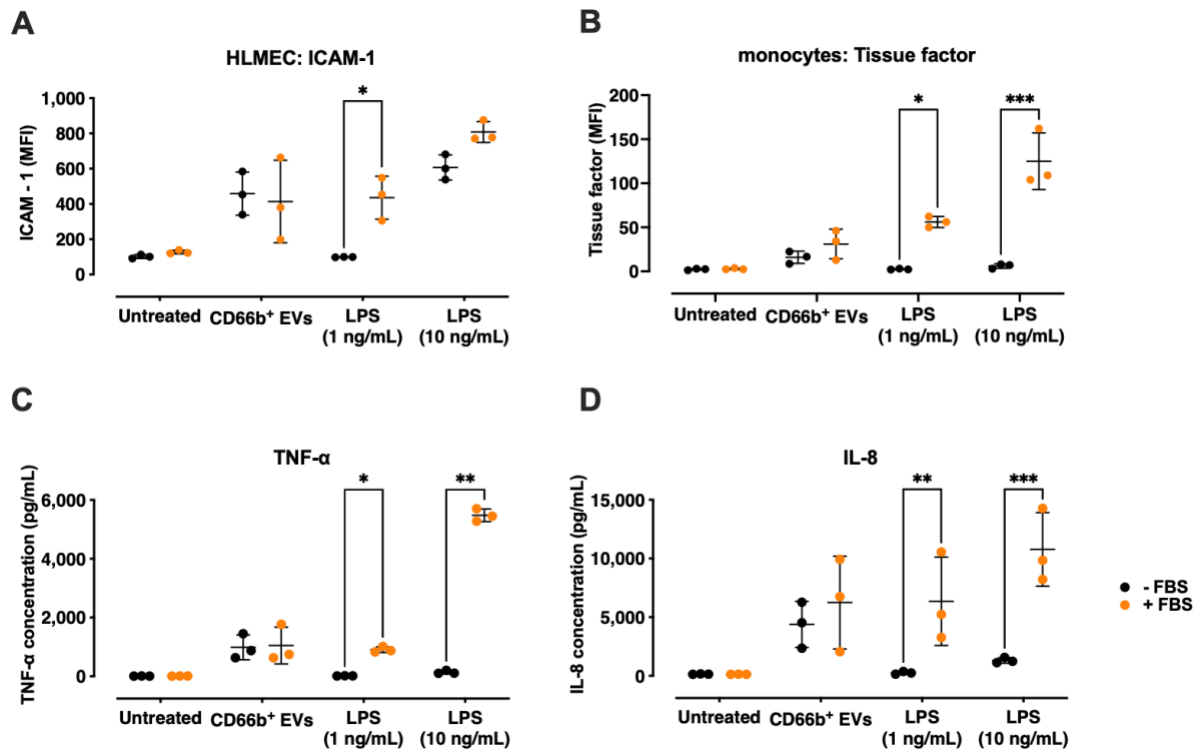 A
HLMEC: ICAM-1
ICAM - 1 (MFI)
1,000
800
600
400
200
0
*
Untreated
CD66b⁺ EVs
LPS
(1 ng/mL)
LPS
(10 ng/mL)
B
monocytes: Tissue factor
Tissue factor (MFI)
200
150
100
50
0
*
***
Untreated
CD66b⁺ EVs
LPS
(1 ng/mL)
LPS
(10 ng/mL)
C
TNF-α
TNF-α concentration (pg/mL)
6,000
4,000
2,000
0
*
**
Untreated
CD66b⁺ EVs
LPS
(1 ng/mL)
LPS
(10 ng/mL)
D
IL-8
IL-8 concentration (pg/mL)
15,000
10,000
5,000
0
**
***
Untreated
CD66b⁺ EVs
LPS
(1 ng/mL)
LPS
(10 ng/mL)
- FBS
+ FBS